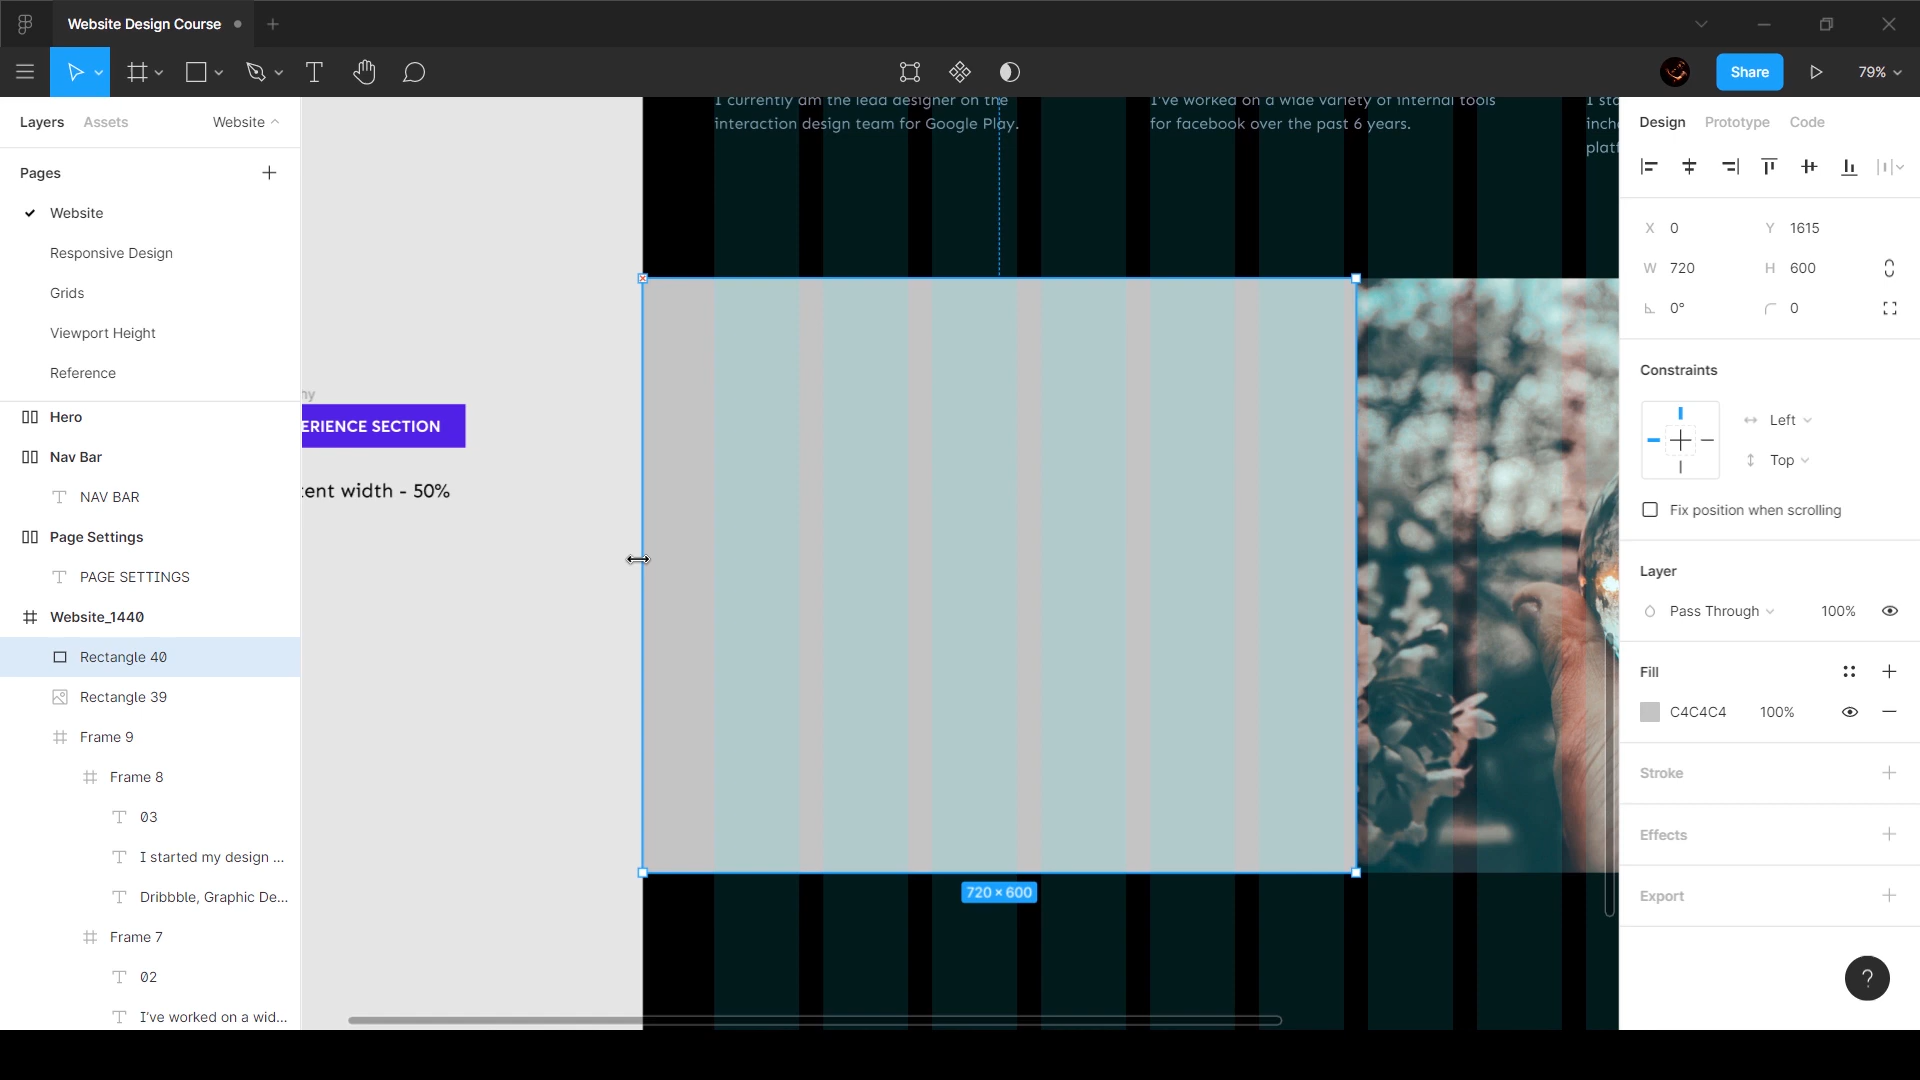 Website Design Course
Share
79%
Layers Assets Website
Pages
Website
Responsive Design
Grids
Viewport Height
Reference
Hero
Nav Bar
NAV BAR
Page Settings
PAGE SETTINGS
Website_1440
Rectangle 40
Rectangle 39
Frame 9
Frame 8
03
I started my design ...
Dribbble, Graphic De...
Frame 7
02
I've worked on a wid...
ny
ERIENCE SECTION
tent width - 50%
I currently am the lead designer on the
interaction design team for Google Play.
I've worked on a wide variety of internal tools
for facebook over the past 6 years.
720 × 600
Design Prototype Code
X 0 Y 1615
W 720 H 600
0° 0
Constraints
Left
Top
Fix position when scrolling
Layer
Pass Through 100%
Fill
C4C4C4 100%
Stroke
Effects
Export
?